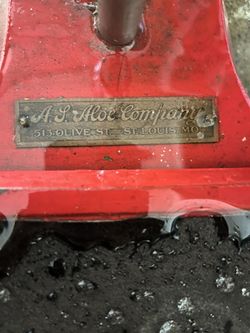 A.S. Aloe Company
513 OLIVE ST. ST. LOUIS, MO.